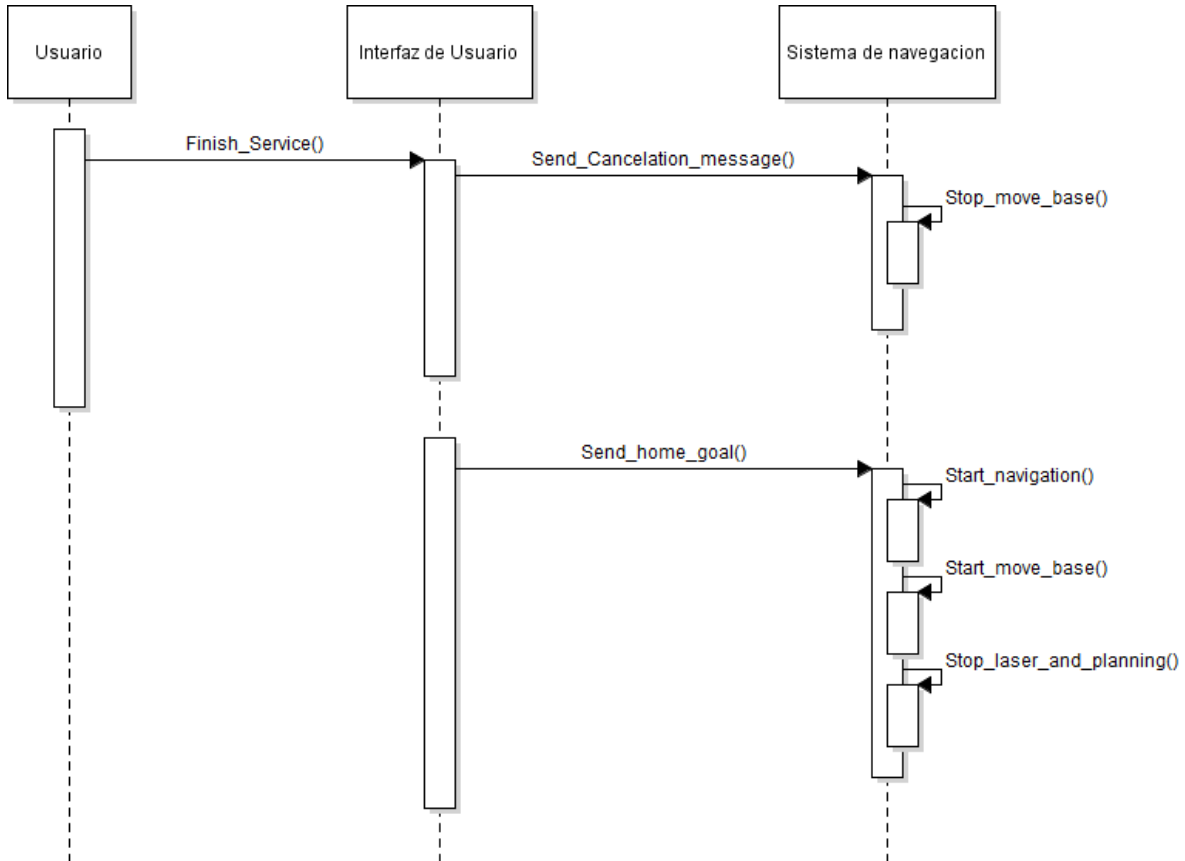 Usuario
Interfaz de Usuario
Sistema de navegacion
Finish_Service()
Send_Cancelation_message()
Stop_move_base()
Send_home_goal()
Start_navigation()
Start_move_base()
Stop_laser_and_planning()